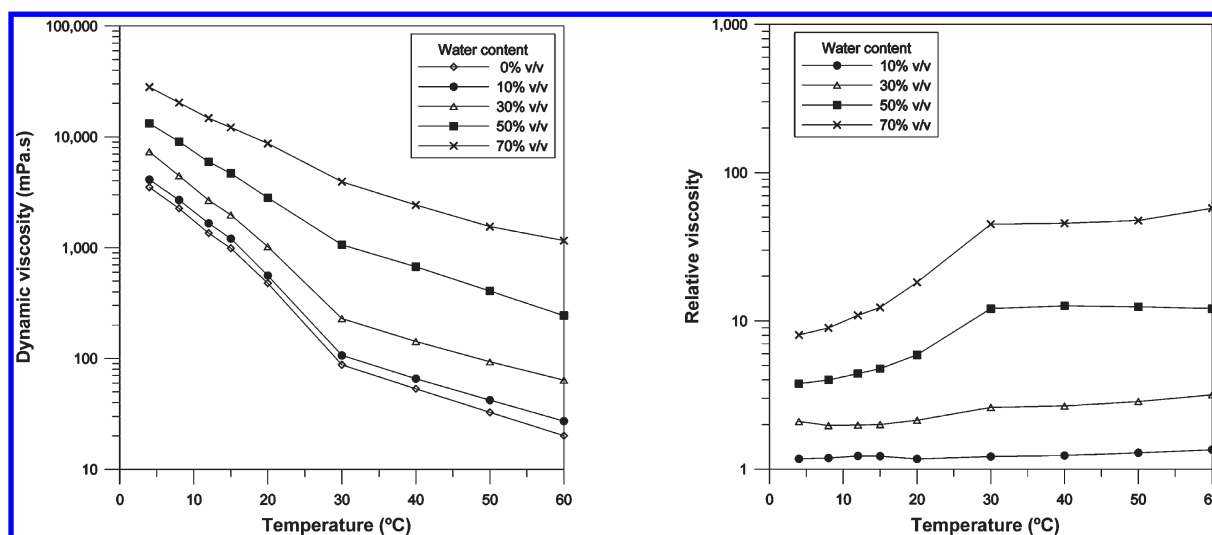 100,000
10,000
1,000
100
10
Dynamic viscosity (mPa.s)
Water content
0% v/v
10% v/v
30% v/v
50% v/v
70% v/v
0 10 20 30 40 50 60
Temperature (ºC)
1,000
100
10
1
Relative viscosity
Water content
10% v/v
30% v/v
50% v/v
70% v/v
0 10 20 30 40 50 60
Temperature (ºC)